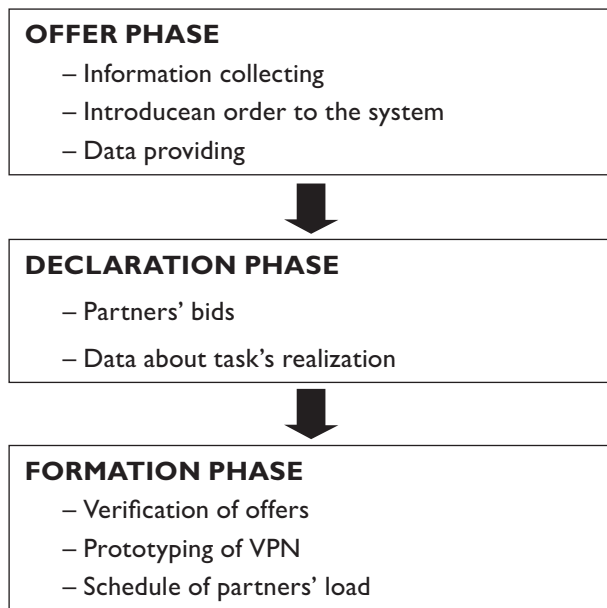 OFFER PHASE
– Information collecting
– Introducean order to the system
– Data providing
DECLARATION PHASE
– Partners’ bids
– Data about task’s realization
FORMATION PHASE
– Verification of offers
– Prototyping of VPN
– Schedule of partners’ load